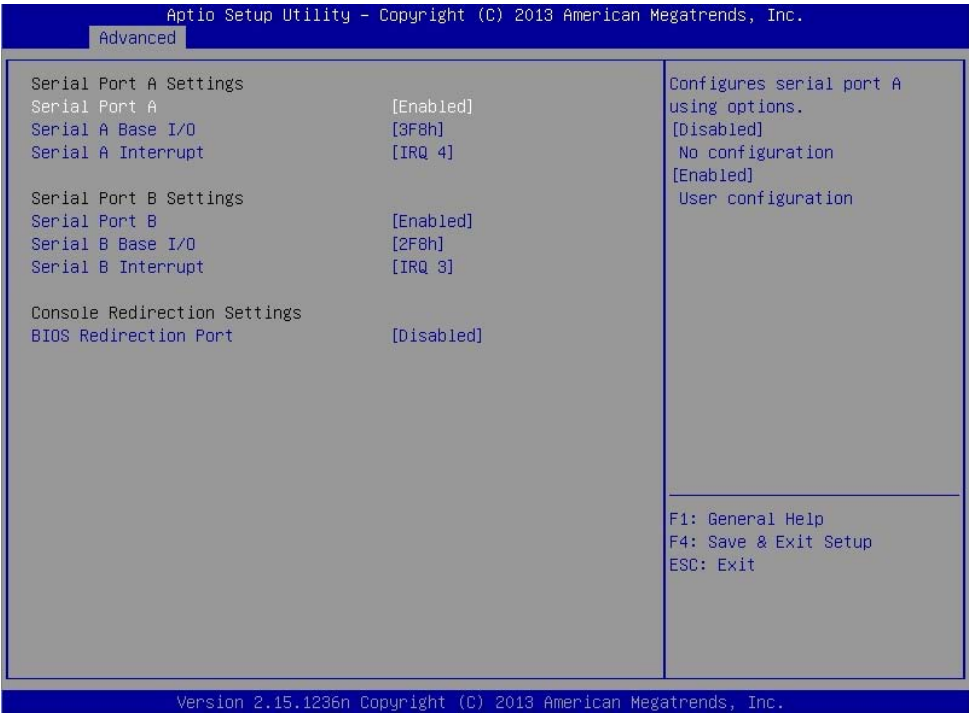 Aptio Setup Utility – Copyright (C) 2013 American Megatrends, Inc.
Advanced
Serial Port A Settings
Serial Port A [Enabled]
Serial A Base I/O [3F8h]
Serial A Interrupt [IRQ 4]
Serial Port B Settings
Serial Port B [Enabled]
Serial B Base I/O [2F8h]
Serial B Interrupt [IRQ 3]
Console Redirection Settings
BIOS Redirection Port [Disabled]
Configures serial port A
using options.
[Disabled]
No configuration
[Enabled]
User configuration
F1: General Help
F4: Save & Exit Setup
ESC: Exit
Version 2.15.1236n Copyright (C) 2013 American Megatrends, Inc.